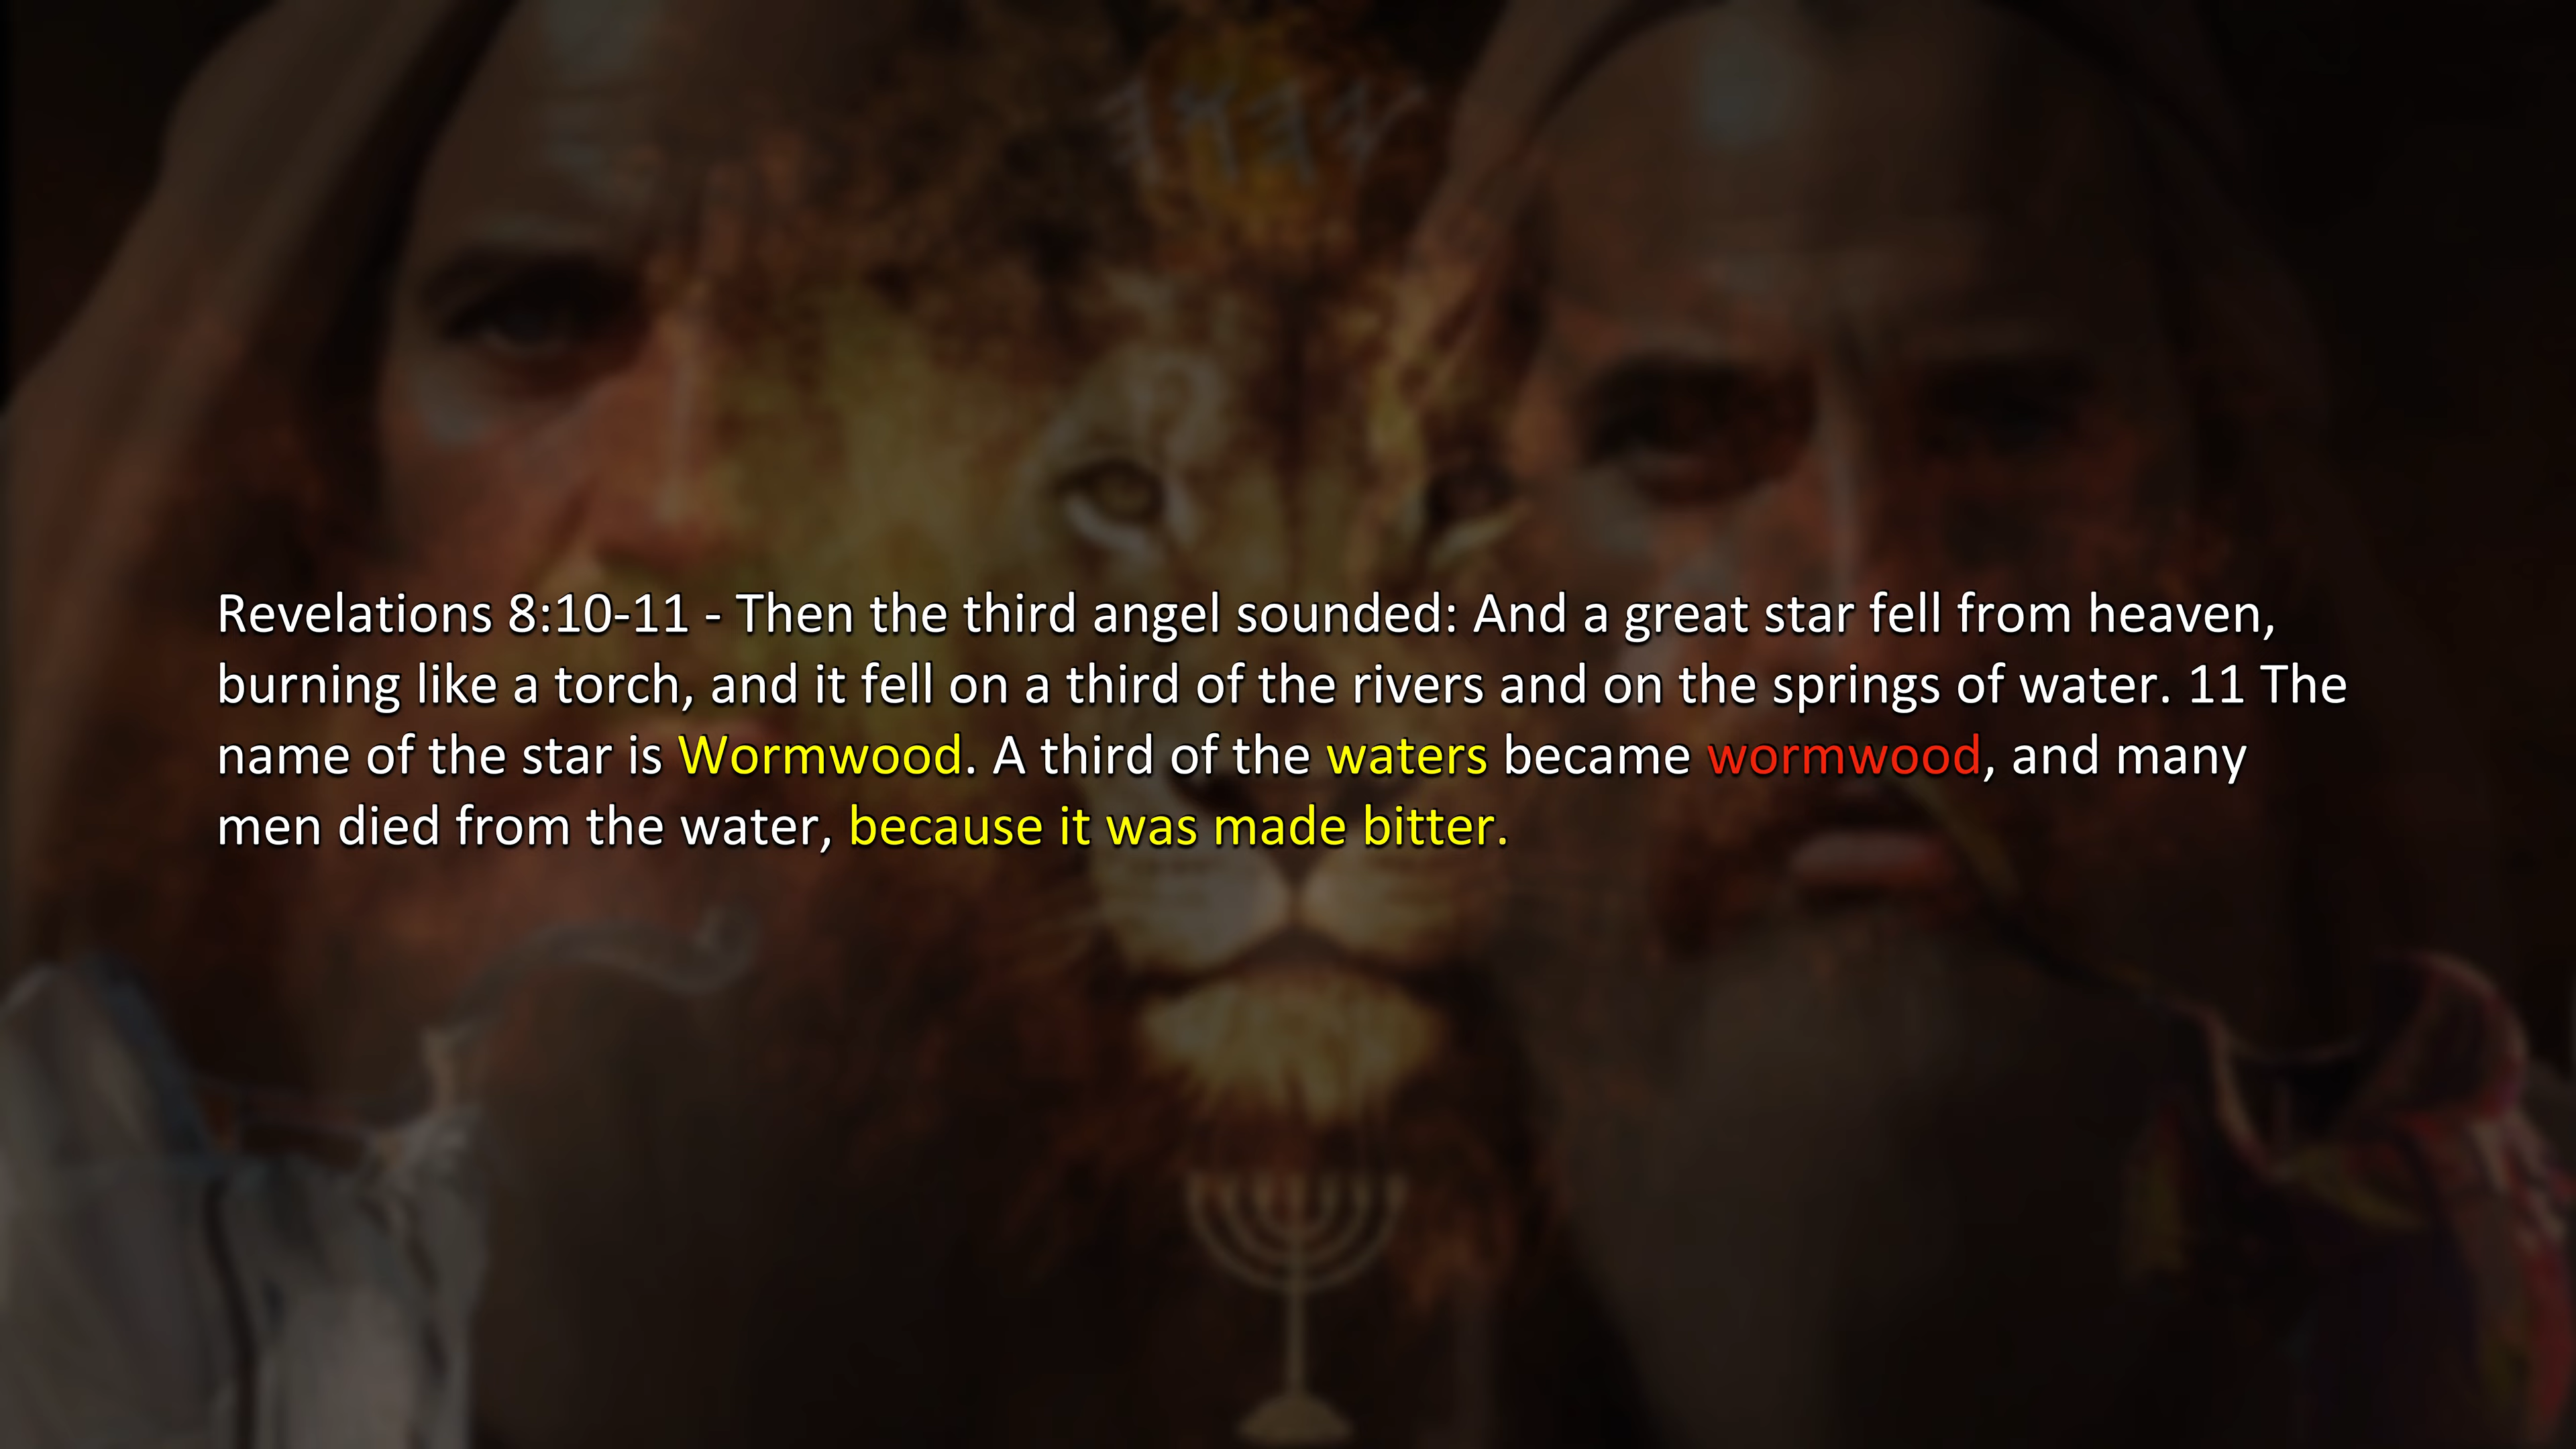 𐤉𐤄𐤅𐤄
Revelations 8:10-11 - Then the third angel sounded: And a great star fell from heaven,
burning like a torch, and it fell on a third of the rivers and on the springs of water. 11 The
name of the star is Wormwood. A third of the waters became wormwood, and many
men died from the water, because it was made bitter.